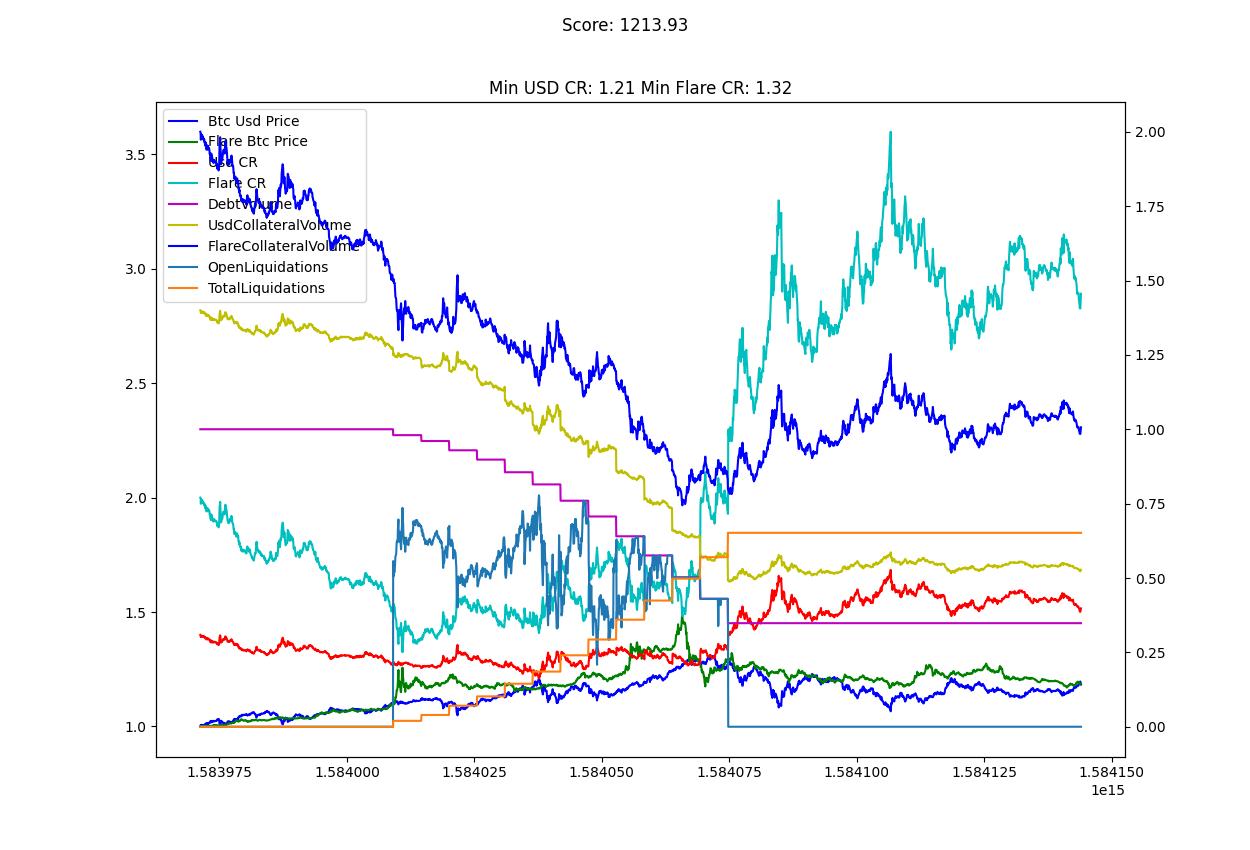 Score: 1213.93
Min USD CR: 1.21 Min Flare CR: 1.32
Btc Usd Price
Flare Btc Price
Usd CR
Flare CR
DebtVolume
UsdCollateralVolume
FlareCollateralVolume
OpenLiquidations
TotalLiquidations
3.5
3.0
2.5
2.0
1.5
1.0
2.00
1.75
1.50
1.25
1.00
0.75
0.50
0.25
0.00
1.583975 1.584000 1.584025 1.584050 1.584075 1.584100 1.584125 1.584150
1e15